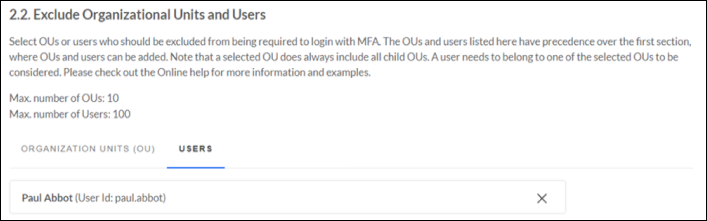 2.2. Exclude Organizational Units and Users
Select OUs or users who should be excluded from being required to login with MFA. The OUs and users listed here have precedence over the first section,
where OUs and users can be added. Note that a selected OU does always include all child OUs. A user needs to belong to one of the selected OUs to be
considered. Please check out the Online help for more information and examples.
Max. number of OUs: 10
Max. number of Users: 100
ORGANIZATION UNITS (OU) USERS
Paul Abbot (User Id: paul.abbot)